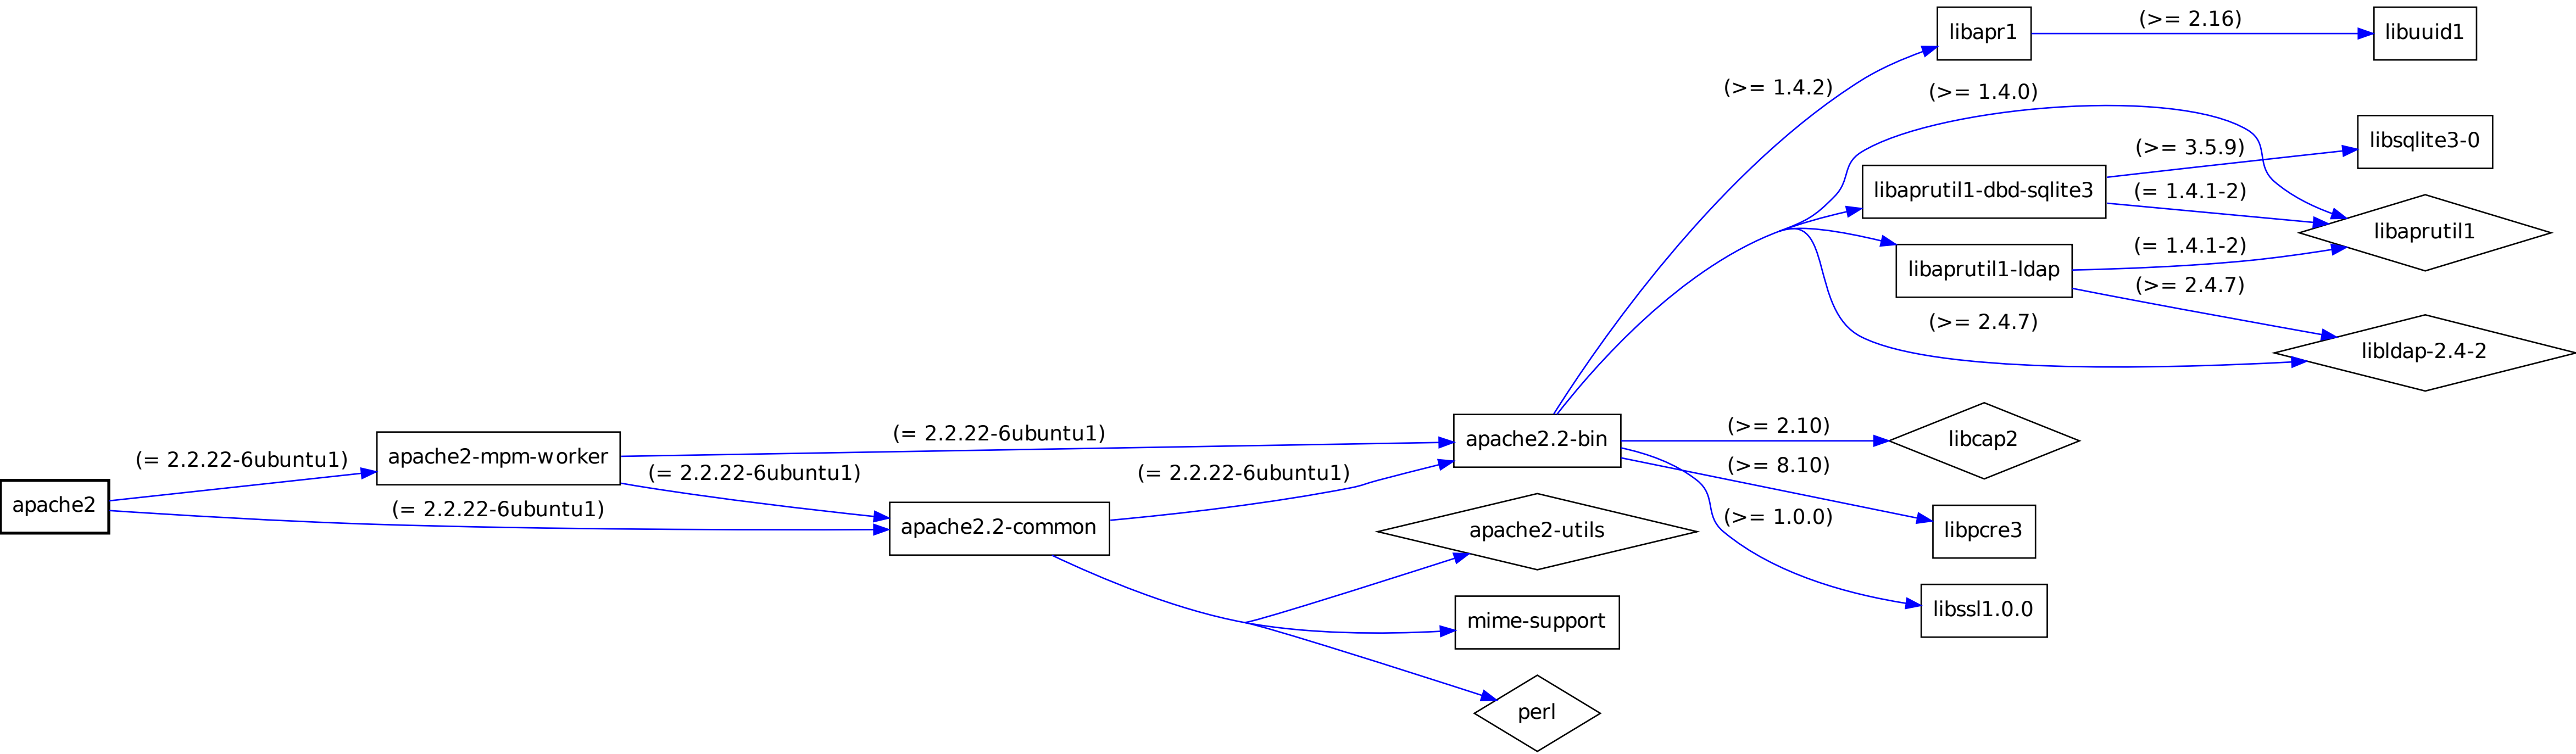 libapr1
(>= 2.16)
libuuid1
(>= 1.4.2)
(>= 1.4.0)
libsqlite3-0
(>= 3.5.9)
libaprutil1-dbd-sqlite3
(= 1.4.1-2)
libaprutil1
(= 1.4.1-2)
libaprutil1-ldap
(>= 2.4.7)
(>= 2.4.7)
libldap-2.4-2
(= 2.2.22-6ubuntu1)
(>= 2.10)
apache2.2-bin
libcap2
(= 2.2.22-6ubuntu1)
apache2-mpm-worker
(= 2.2.22-6ubuntu1)
(= 2.2.22-6ubuntu1)
(>= 8.10)
apache2
(= 2.2.22-6ubuntu1)
apache2.2-common
apache2-utils
(>= 1.0.0)
libpcre3
mime-support
libssl1.0.0
perl